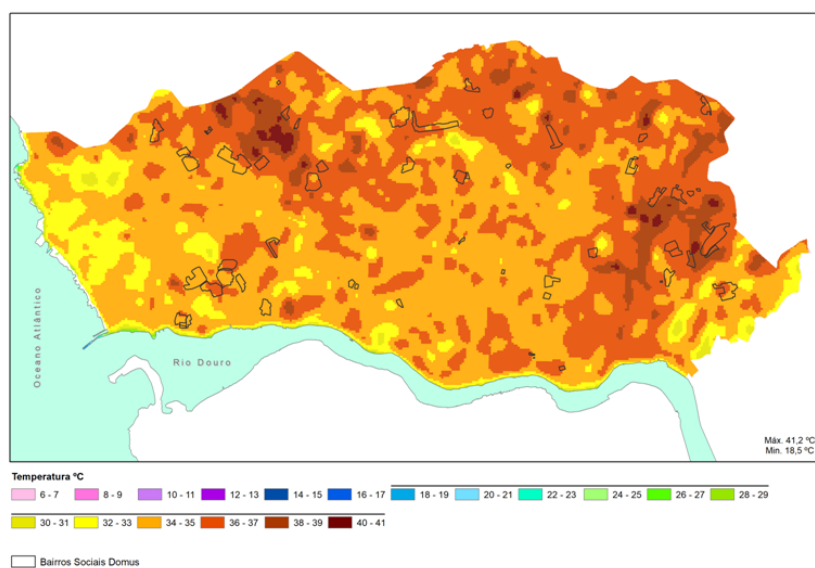 Oceano Atlântico
Rio Douro
Máx. 41,2 ºC
Min. 18,5 ºC
Temperatura ºC
6 - 7 8 - 9 10 - 11 12 - 13 14 - 15 16 - 17 18 - 19 20 - 21 22 - 23 24 - 25 26 - 27 28 - 29
30 - 31 32 - 33 34 - 35 36 - 37 38 - 39 40 - 41
Bairros Sociais Domus